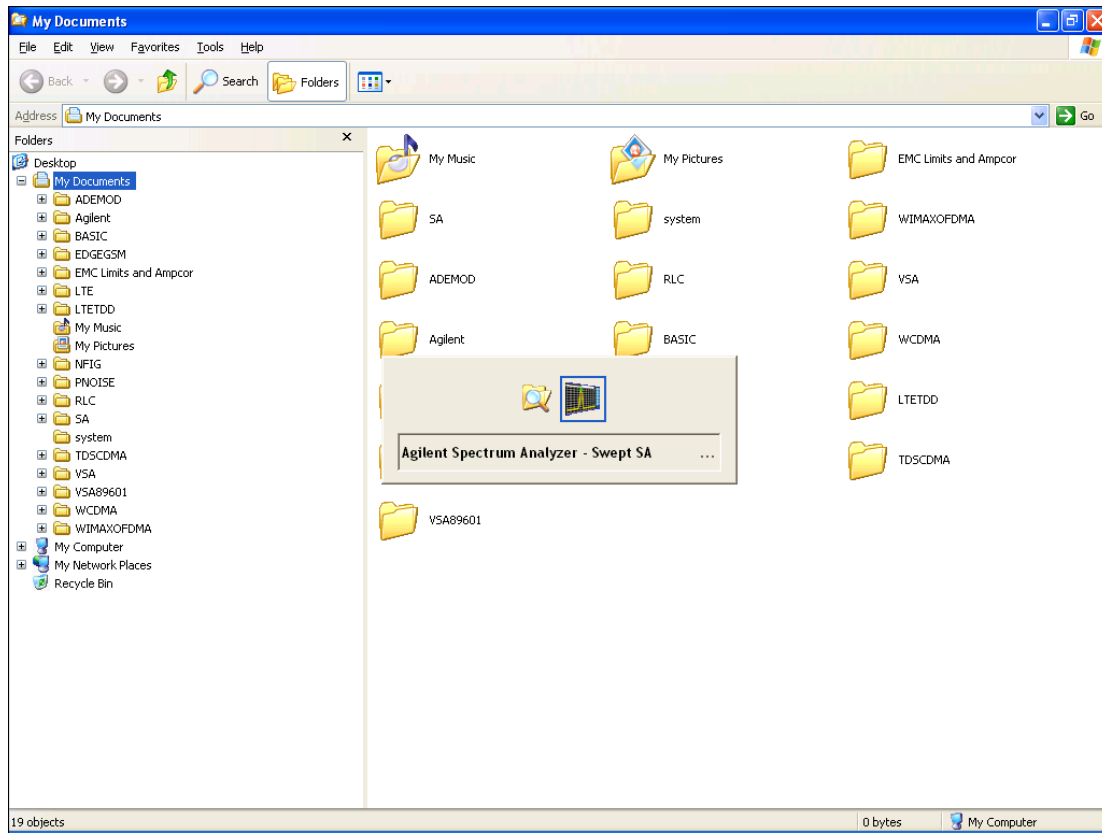 My Documents
File Edit View Favorites Tools Help
Back Search Folders
Address My Documents Go
Folders
Desktop
My Documents
ADEMOD
Agilent
BASIC
EDGEGSM
EMC Limits and Ampcor
LTE
LTETDD
My Music
My Pictures
NFIG
PNOISE
RLC
SA
system
TDSCDMA
VSA
VSA89601
WCDMA
WIMAXOFDMA
My Computer
My Network Places
Recycle Bin
My Music My Pictures EMC Limits and Ampcor
SA system WIMAXOFDMA
ADEMOD RLC VSA
Agilent BASIC WCDMA
LTETDD
Agilent Spectrum Analyzer - Swept SA ...
TDSCDMA
VSA89601
19 objects 0 bytes My Computer